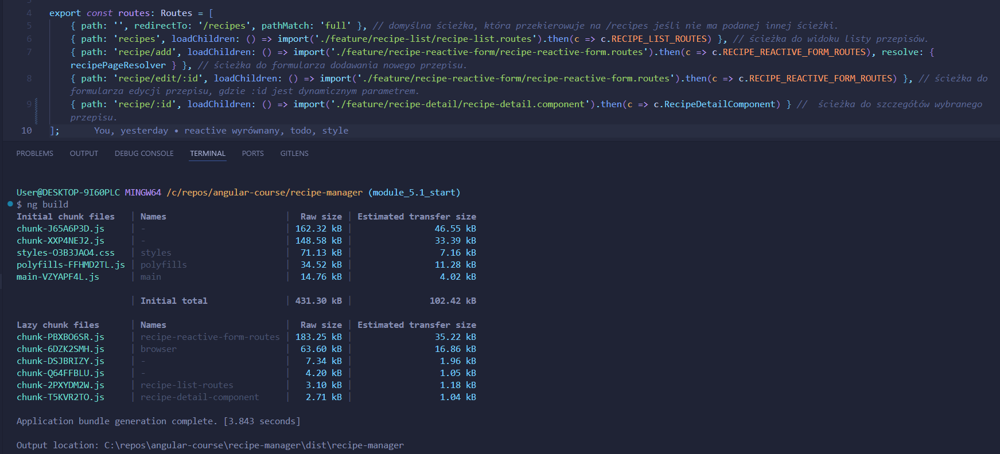 4 export const routes: Routes = [
5 { path: '', redirectTo: '/recipes', pathMatch: 'full' }, // domyślna ścieżka, która przekierowuje na /recipes jeśli nie ma podanej innej ścieżki.
6 { path: 'recipes', loadChildren: () => import('./feature/recipe-list/recipe-list.routes').then(c => c.RECIPE_LIST_ROUTES) }, // ścieżka do widoku listy przepisów.
7 { path: 'recipe/add', loadChildren: () => import('./feature/recipe-reactive-form/recipe-reactive-form.routes').then(c => c.RECIPE_REACTIVE_FORM_ROUTES), resolve: {
recipePageResolver } }, // ścieżka do formularza dodawania nowego przepisu.
8 { path: 'recipe/edit/:id', loadChildren: () => import('./feature/recipe-reactive-form/recipe-reactive-form.routes').then(c => c.RECIPE_REACTIVE_FORM_ROUTES) }, // ścieżka do
formularza edycji przepisu, gdzie :id jest dynamicznym parametrem.
9 { path: 'recipe/:id', loadChildren: () => import('./feature/recipe-detail/recipe-detail.component').then(c => c.RecipeDetailComponent) } //  ścieżka do szczegółów wybranego
przepisu.
10 ]; You, yesterday • reactive wyrównany, todo, style
PROBLEMS OUTPUT DEBUG CONSOLE TERMINAL PORTS GITLENS
User@DESKTOP-9I60PLC MINGW64 /c/repos/angular-course/recipe-manager (module_5.1_start)
$ ng build
Initial chunk files | Names | Raw size | Estimated transfer size
chunk-J65A6P3D.js | - | 162.32 kB | 46.55 kB
chunk-XXP4NEJ2.js | - | 148.58 kB | 33.39 kB
styles-O3B3JAO4.css | styles | 71.13 kB | 7.16 kB
polyfills-FFHMD2TL.js | polyfills | 34.52 kB | 11.28 kB
main-VZYAPF4L.js | main | 14.76 kB | 4.02 kB
| Initial total | 431.30 kB | 102.42 kB
Lazy chunk files | Names | Raw size | Estimated transfer size
chunk-PBXBO6SR.js | recipe-reactive-form-routes | 183.25 kB | 35.22 kB
chunk-6DZK2SMH.js | browser | 63.60 kB | 16.86 kB
chunk-DSJBRIZY.js | - | 7.34 kB | 1.96 kB
chunk-Q64FFBLU.js | - | 4.20 kB | 1.05 kB
chunk-2PXYDM2W.js | recipe-list-routes | 3.10 kB | 1.18 kB
chunk-T5KVR2TO.js | recipe-detail-component | 2.71 kB | 1.04 kB
Application bundle generation complete. [3.843 seconds]
Output location: C:\repos\angular-course\recipe-manager\dist\recipe-manager